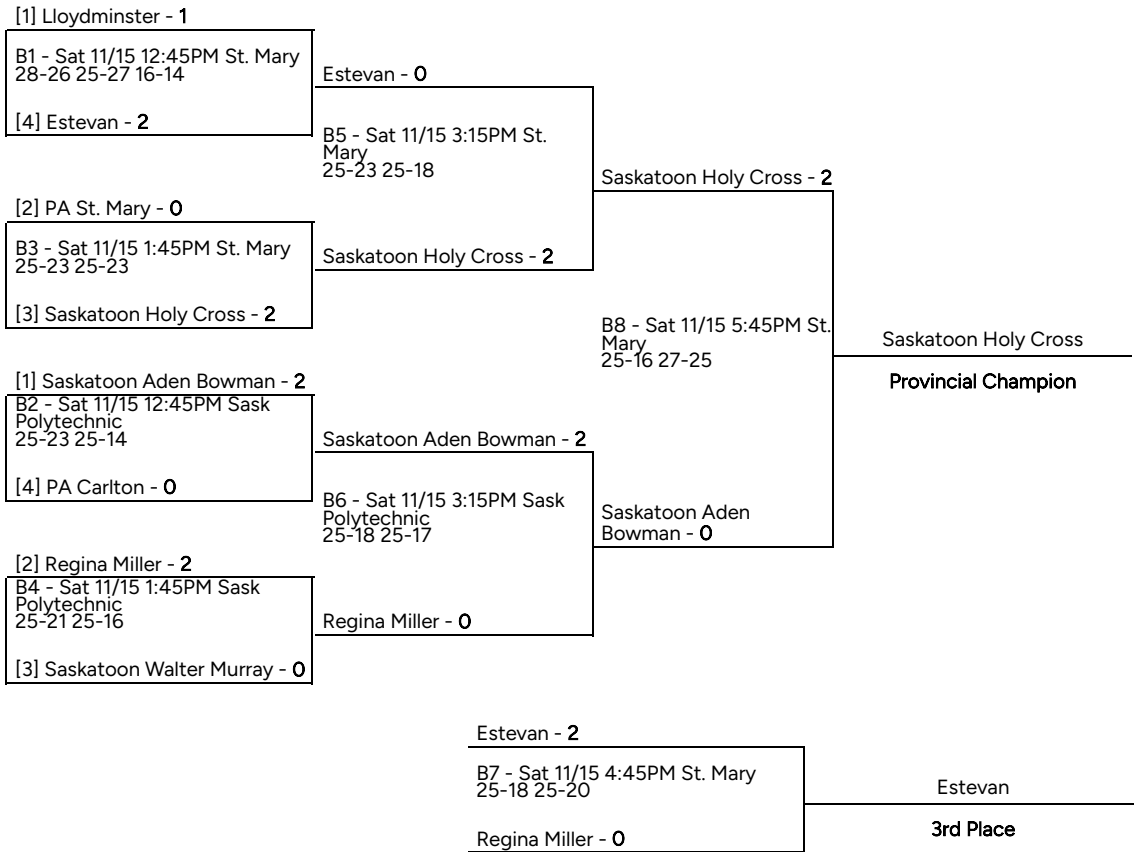 [1] Lloydminster - 1
B1 - Sat 11/15 12:45PM St. Mary
28-26 25-27 16-14
[4] Estevan - 2
[2] PA St. Mary - 0
B3 - Sat 11/15 1:45PM St. Mary
25-23 25-23
[3] Saskatoon Holy Cross - 2
[1] Saskatoon Aden Bowman - 2
B2 - Sat 11/15 12:45PM Sask
Polytechnic
25-23 25-14
[4] PA Carlton - 0
[2] Regina Miller - 2
B4 - Sat 11/15 1:45PM Sask
Polytechnic
25-21 25-16
[3] Saskatoon Walter Murray - 0
Estevan - 0
B5 - Sat 11/15 3:15PM St.
Mary
25-23 25-18
Saskatoon Holy Cross - 2
Saskatoon Aden Bowman - 2
B6 - Sat 11/15 3:15PM Sask
Polytechnic
25-18 25-17
Regina Miller - 0
Saskatoon Holy Cross - 2
B8 - Sat 11/15 5:45PM St.
Mary
25-16 27-25
Saskatoon Aden
Bowman - 0
Saskatoon Holy Cross
Provincial Champion
Estevan - 2
B7 - Sat 11/15 4:45PM St. Mary
25-18 25-20
Regina Miller - 0
Estevan
3rd Place